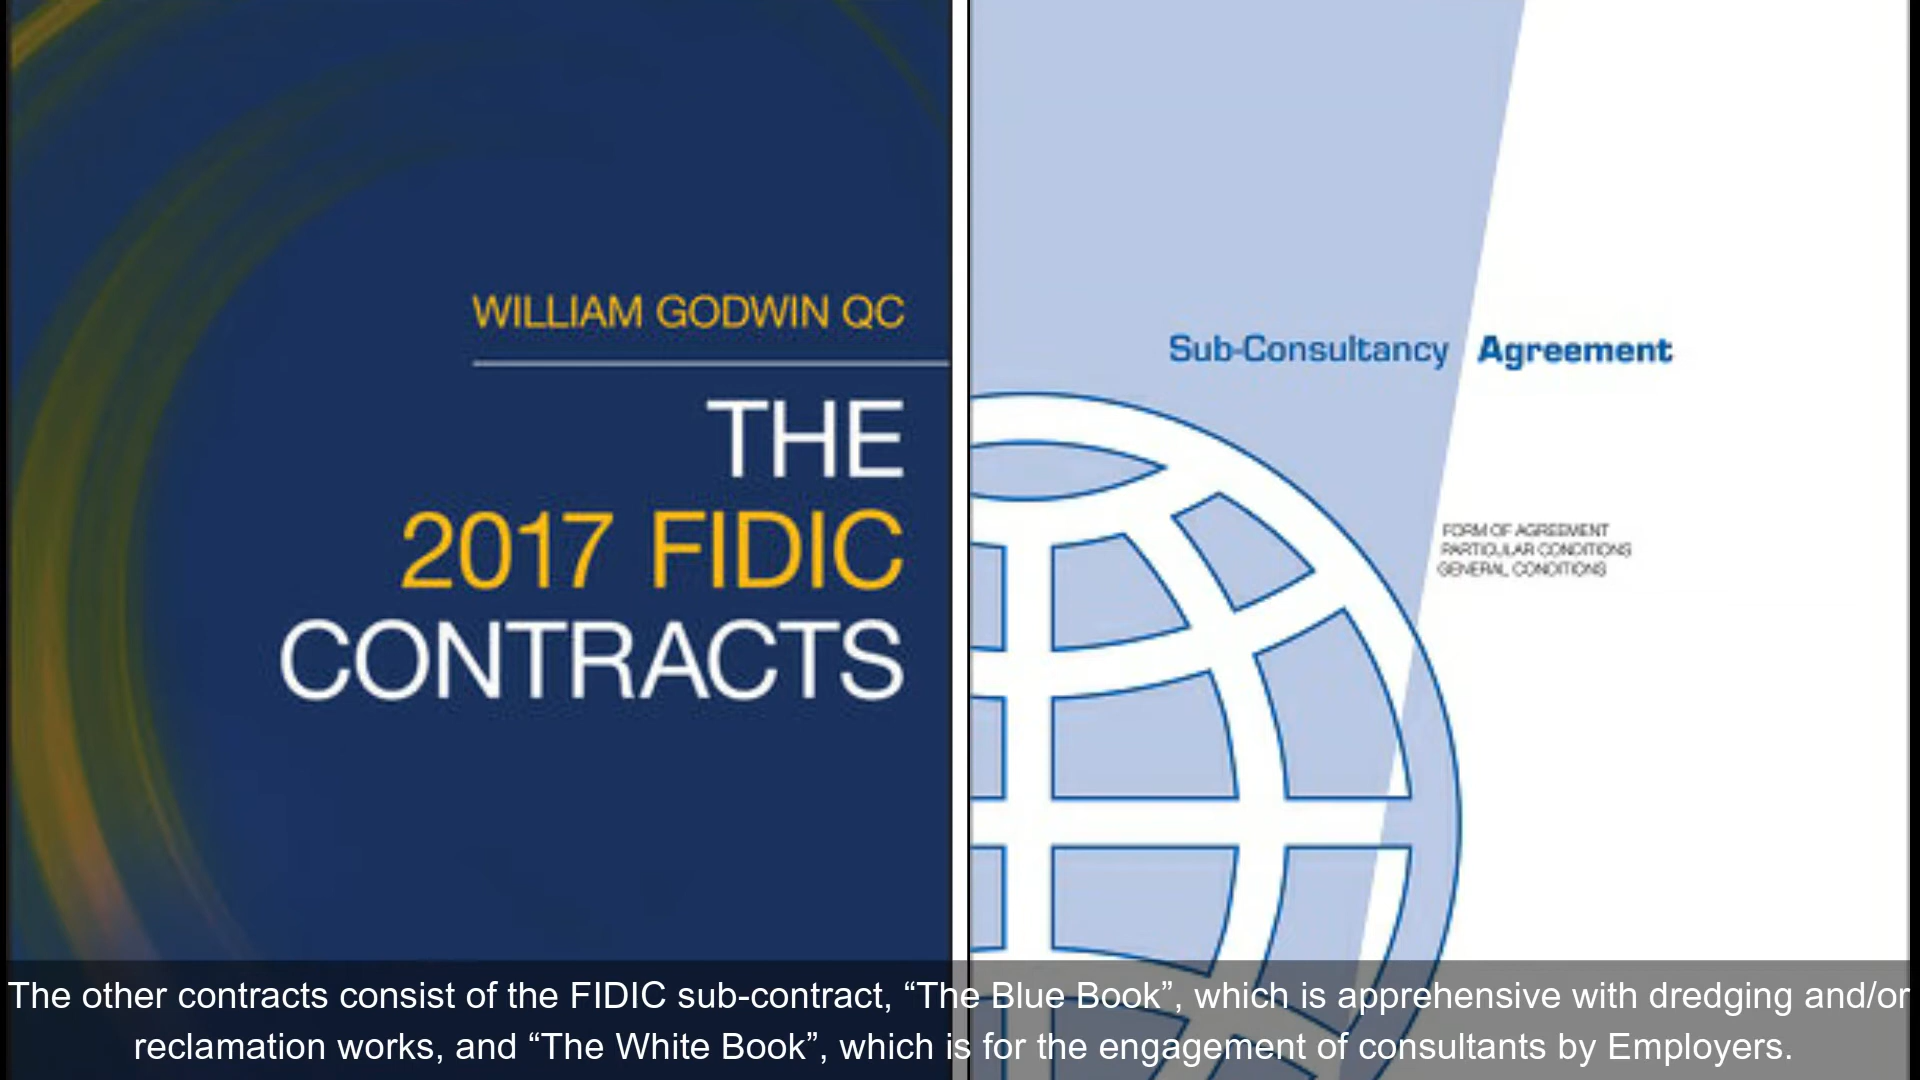 WILLIAM GODWIN QC
THE
2017 FIDIC
CONTRACTS
Sub-Consultancy Agreement
FORM OF AGREEMENT
PARTICULAR CONDITIONS
GENERAL CONDITIONS
The other contracts consist of the FIDIC sub-contract, “The Blue Book”, which is apprehensive with dredging and/or
reclamation works, and “The White Book”, which is for the engagement of consultants by Employers.